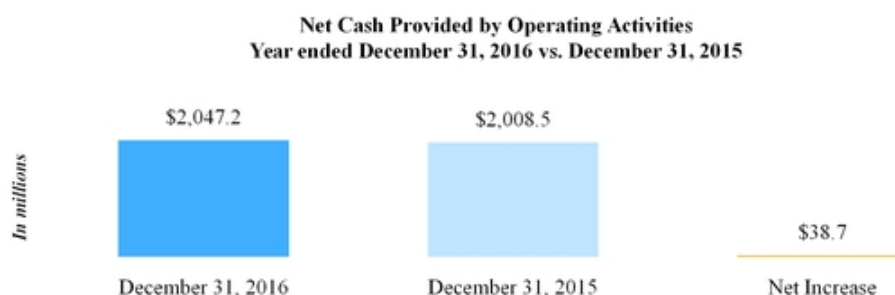 Net Cash Provided by Operating Activities
Year ended December 31, 2016 vs. December 31, 2015
In millions
$2,047.2
$2,008.5
$38.7
December 31, 2016
December 31, 2015
Net Increase